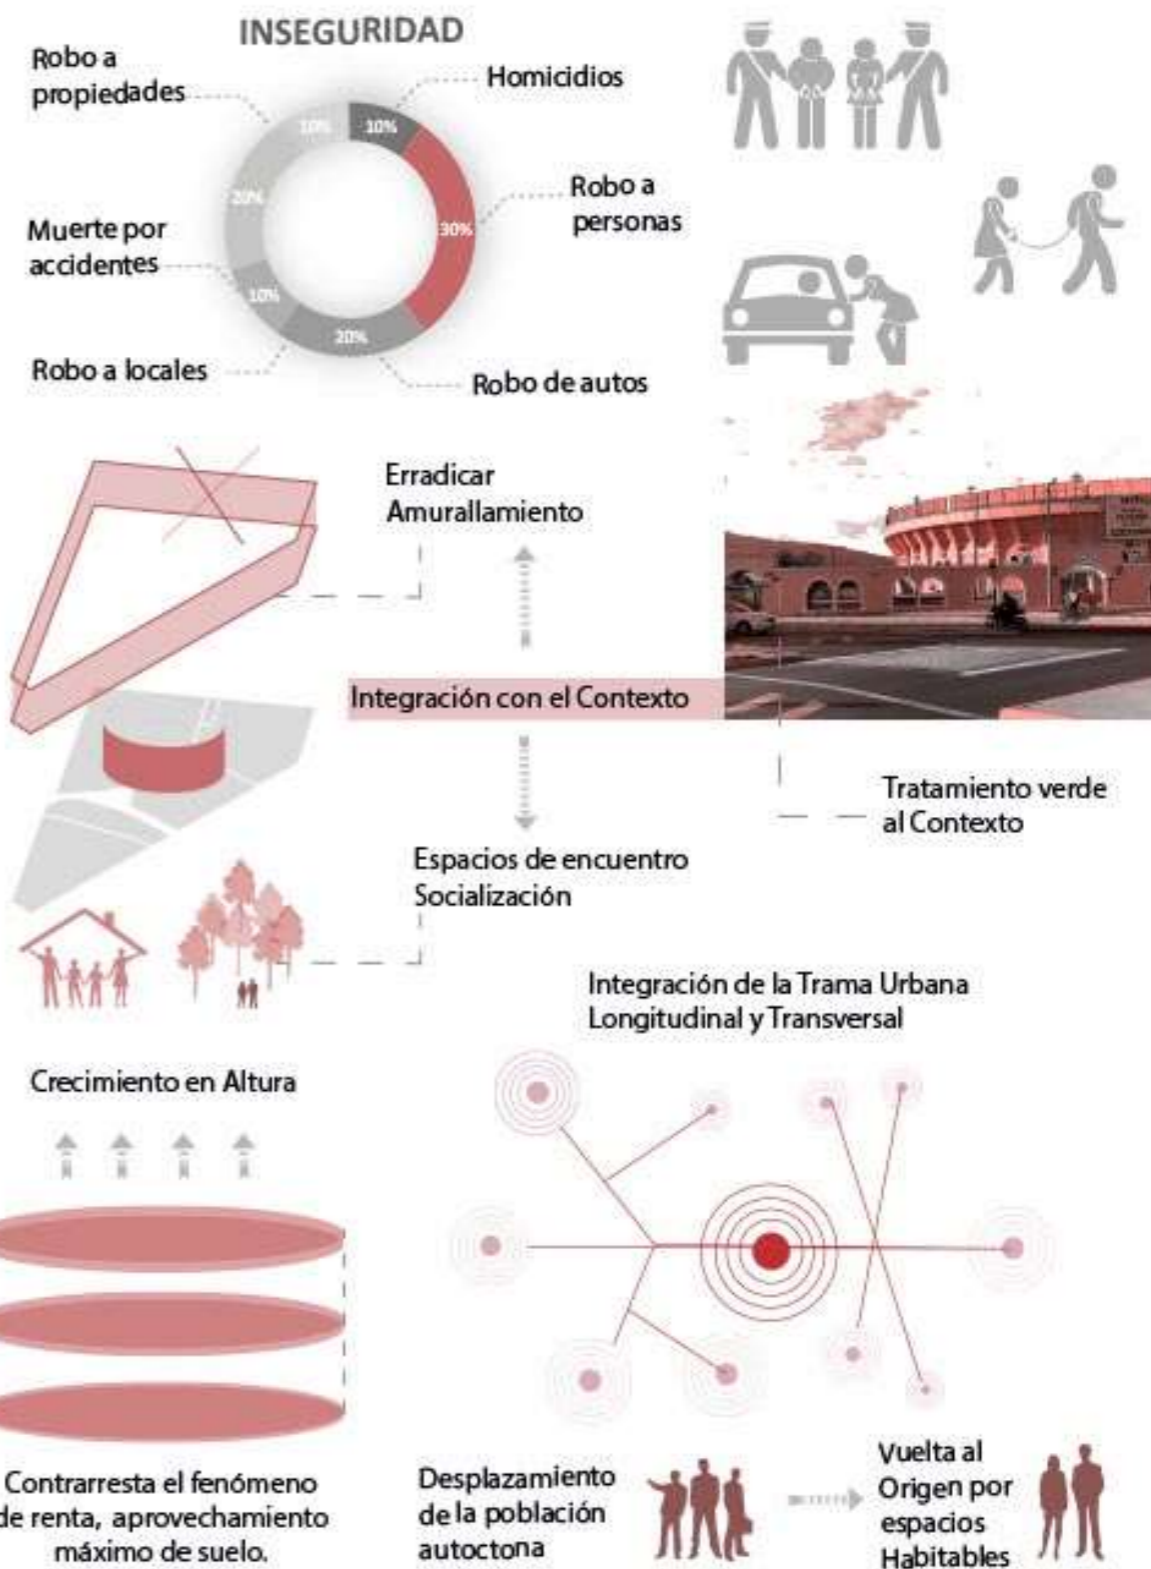 INSEGURIDAD
Robo a
propiedades
Homicidios
10%
10%
20%
Robo a
personas
30%
Muerte por
accidentes
10%
20%
Robo a locales
Robo de autos
Erradicar
Amurallamiento
Integración con el Contexto
Tratamiento verde
al Contexto
Espacios de encuentro
Socialización
Integración de la Trama Urbana
Longitudinal y Transversal
Crecimiento en Altura
Contrarresta el fenómeno
de renta, aprovechamiento
máximo de suelo.
Desplazamiento
de la población
autoctona
Vuelta al
Origen por
espacios
Habitables